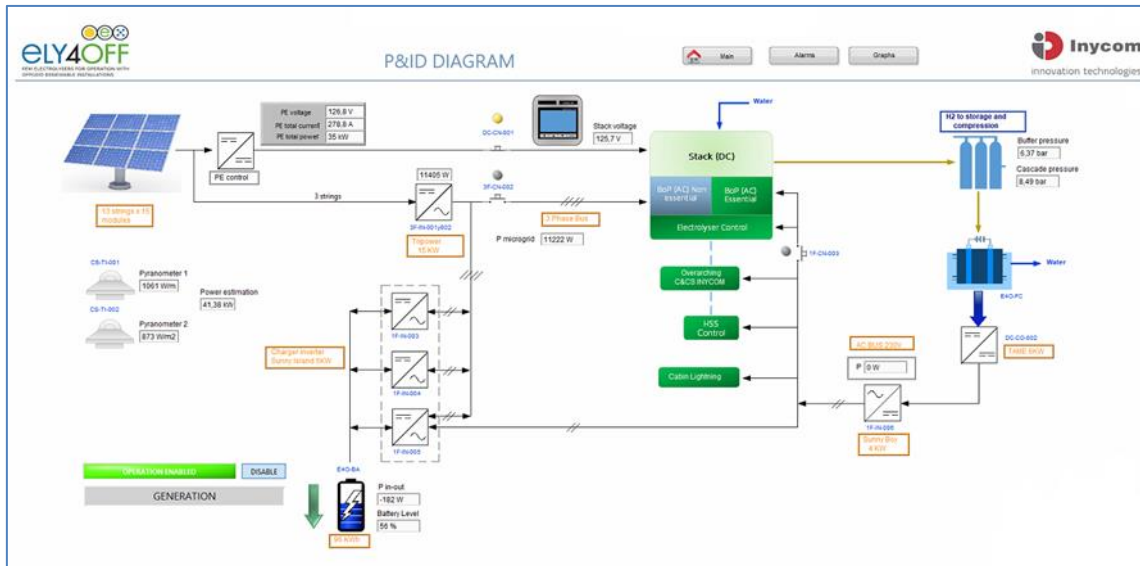 ELY4OFF
PEM ELECTROLYSERS FOR OPERATION WITH
OFFGRID RENEWABLE INSTALLATIONS
P&ID DIAGRAM
Main
Alarms
Graphs
Inycom
innovation technologies
PE voltage 126,8 V
PE total current 278,8 A
PE total power 35 kW
PE control
DC-CN-001
Stack voltage
125,7 V
Water
Stack (DC)
BoP (AC) Non
essential
BoP (AC)
Essential
Electrolyser Control
H2 to storage and
compression
Buffer pressure
6,37 bar
Cascade pressure
8,49 bar
13 strings x 15
modules
3 strings
11405 W
3F-IN-001y002
Tripower
15 KW
3F-CN-002
3 Phase Bus
P microgrid 11222 W
1F-CN-003
Water
E4O-FC
CS-TI-001
Pyranometer 1
1061 W/m
Power estimation
41,38 kW
CS-TI-002
Pyranometer 2
873 W/m2
Overarching
C&CS INYCOM
HSS
Control
Cabin Lightning
Charger Inverter
Sunny Island 6KW
1F-IN-003
1F-IN-004
1F-IN-005
AC BUS 230V
P 0 W
1F-IN-006
Sunny Boy
4 KW
DC-CO-002
OPERATION ENABLED
DISABLE
GENERATION
E4O-BA
P in-out
-182 W
Battery Level
56 %